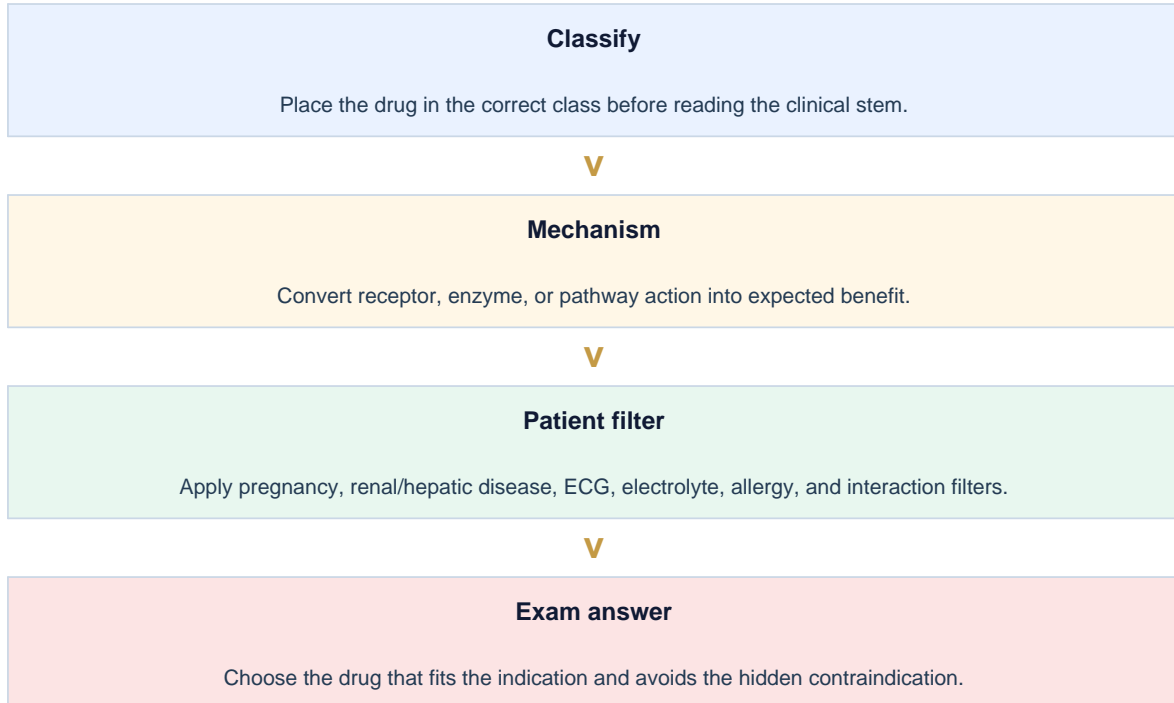 Classify
Place the drug in the correct class before reading the clinical stem.
v
Mechanism
Convert receptor, enzyme, or pathway action into expected benefit.
v
Patient filter
Apply pregnancy, renal/hepatic disease, ECG, electrolyte, allergy, and interaction filters.
v
Exam answer
Choose the drug that fits the indication and avoids the hidden contraindication.